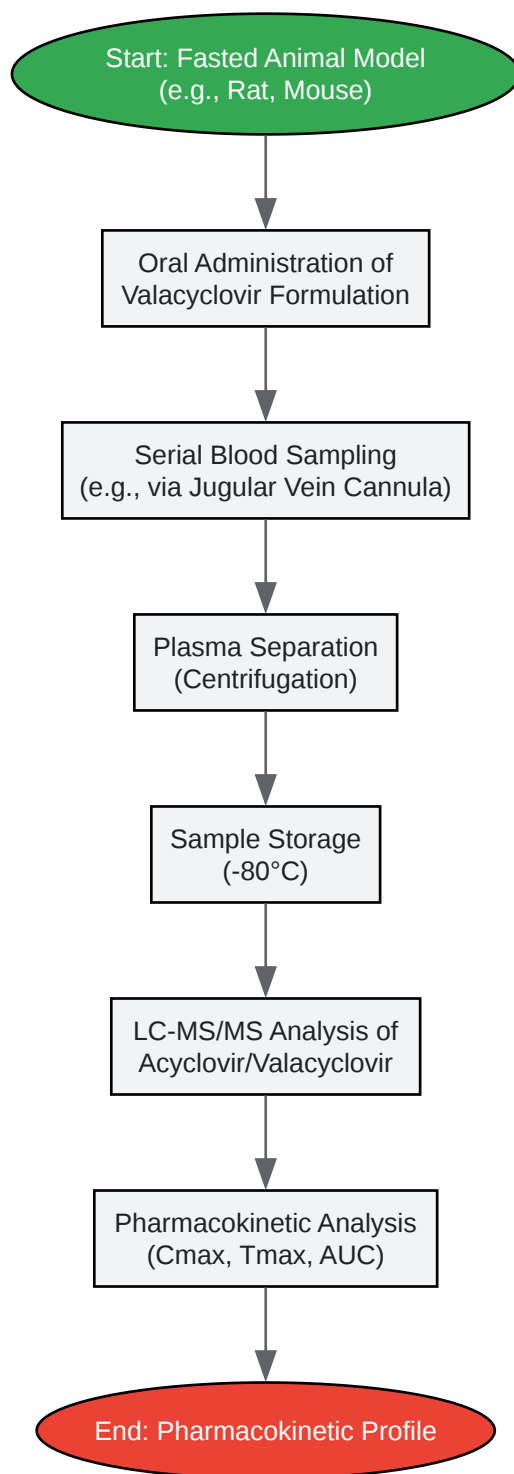 Start: Fasted Animal Model
(e.g., Rat, Mouse)
Oral Administration of
Valacyclovir Formulation
Serial Blood Sampling
(e.g., via Jugular Vein Cannula)
Plasma Separation
(Centrifugation)
Sample Storage
(-80°C)
LC-MS/MS Analysis of
Acyclovir/Valacyclovir
Pharmacokinetic Analysis
(Cmax, Tmax, AUC)
End: Pharmacokinetic Profile